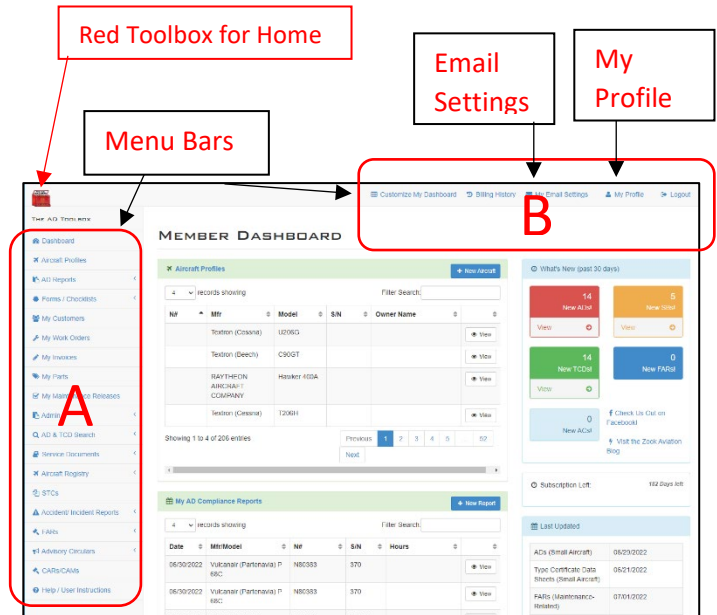 Red Toolbox for Home
Email
Settings
My
Profile
Menu Bars
Customize My Dashboard Billing History My Email Settings My Profile Logout
B
THE AD TOOLBOX
A
Dashboard
Aircraft Profiles
AD Reports
Forms / Checklists
My Customers
My Work Orders
My Invoices
My Parts
My Maintenance Releases
Admin
AD & TCD Search
Service Documents
Aircraft Registry
STCs
Accident/ Incident Reports
FARs
Advisory Circulars
CARs/CAMs
Help / User Instructions
MEMBER DASHBOARD
Aircraft Profiles + New Aircraft
4 records showing Filter Search:
N# Mfr Model S/N Owner Name
Textron (Cessna) U206G View
Textron (Beech) C90GT View
RAYTHEON Hawker 400A View
AIRCRAFT
COMPANY
Textron (Cessna) T206H View
Showing 1 to 4 of 206 entries Previous 1 2 3 4 5 ... 52
Next
My AD Compliance Reports + New Report
4 records showing Filter Search:
Date Mfr/Model N# S/N Hours
06/30/2022 Vulcanair (Partenavia) P N80383 370 View
68C
06/30/2022 Vulcanair (Partenavia) P N80383 370 View
68C
What's New (past 30 days)
14
New ADs!
View
5
View
14
New TCDs!
View
0
New FARs!
0
New ACs!
Check Us Out on
Facebook!
Visit the Zook Aviation
Blog
Subscription Left: 182 Days left
Last Updated
ADs (Small Aircraft) 06/29/2022
Type Certificate Data 06/21/2022
Sheets (Small Aircraft)
FARs (Maintenance- 07/01/2022
Related)